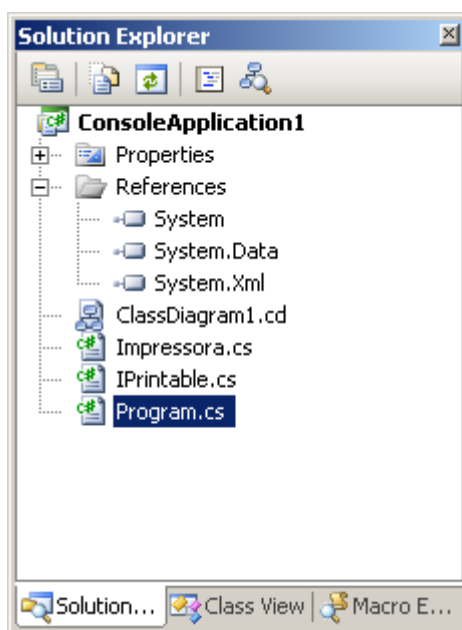 Solution Explorer
ConsoleApplication1
Properties
References
System
System.Data
System.Xml
ClassDiagram1.cd
Impressora.cs
IPrintable.cs
Program.cs
Solution... Class View Macro E...